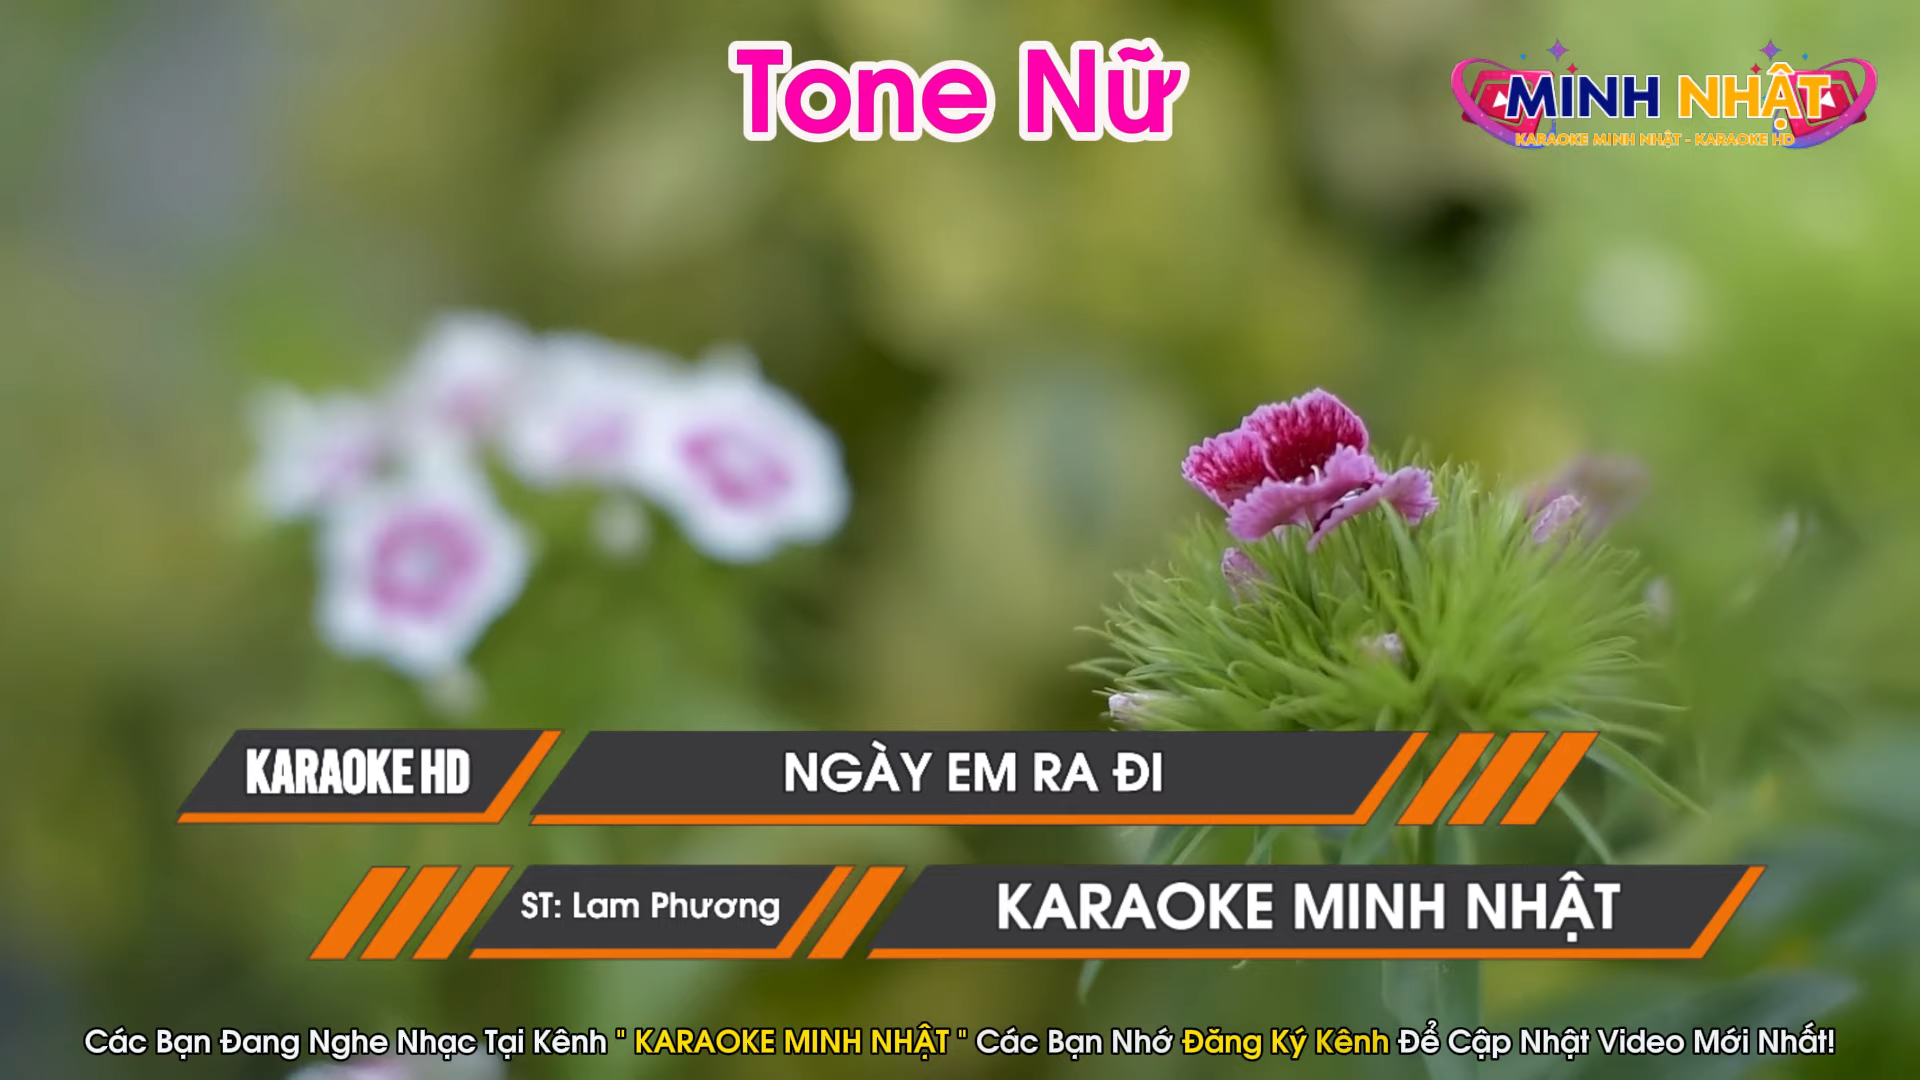 Tone Nữ
MINH NHẬT
KARAOKE MINH NHẬT - KARAOKE HD
KARAOKE HD
NGÀY EM RA ĐI
ST: Lam Phương
KARAOKE MINH NHẬT
Các Bạn Đang Nghe Nhạc Tại Kênh " KARAOKE MINH NHẬT " Các Bạn Nhớ Đăng Ký Kênh Để Cập Nhật Video Mới Nhất!